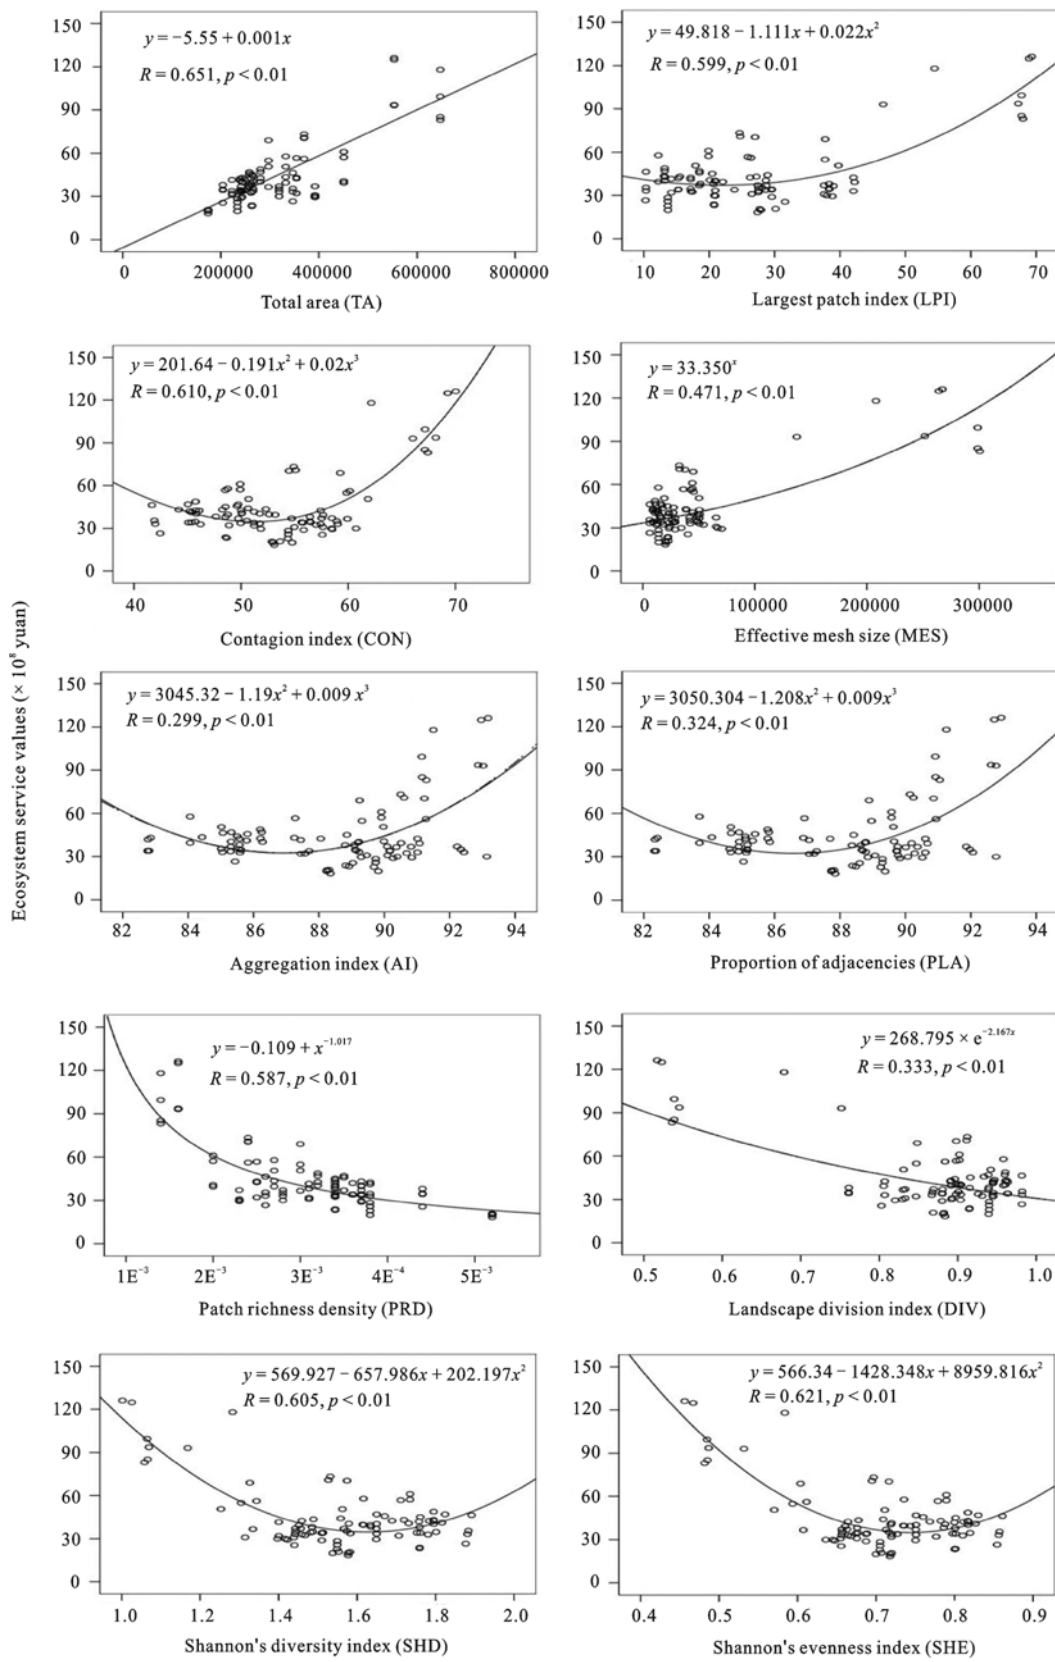 Ecosystem service values (× 10⁸ yuan)
150
120
90
60
30
0
y = −5.55 + 0.001x
R = 0.651, p < 0.01
0 200000 400000 600000 800000
Total area (TA)
150
120
90
60
30
0
y = 49.818 − 1.111x + 0.022x²
R = 0.599, p < 0.01
10 20 30 40 50 60 70
Largest patch index (LPI)
150
120
90
60
30
0
y = 201.64 − 0.191x² + 0.02x³
R = 0.610, p < 0.01
40 50 60 70
Contagion index (CON)
150
120
90
60
30
0
y = 33.350ˣ
R = 0.471, p < 0.01
0 100000 200000 300000
Effective mesh size (MES)
150
120
90
60
30
0
y = 3045.32 − 1.19x² + 0.009 x³
R = 0.299, p < 0.01
82 84 86 88 90 92 94
Aggregation index (AI)
150
120
90
60
30
0
y = 3050.304 − 1.208x² + 0.009x³
R = 0.324, p < 0.01
82 84 86 88 90 92 94
Proportion of adjacencies (PLA)
150
120
90
60
30
0
y = −0.109 + x⁻¹·⁰¹⁷
R = 0.587, p < 0.01
1E⁻³ 2E⁻³ 3E⁻³ 4E⁻⁴ 5E⁻³
Patch richness density (PRD)
150
120
90
60
30
0
y = 268.795 × e⁻²·¹⁶⁷ˣ
R = 0.333, p < 0.01
0.5 0.6 0.7 0.8 0.9 1.0
Landscape division index (DIV)
150
120
90
60
30
0
y = 569.927 − 657.986x + 202.197x²
R = 0.605, p < 0.01
1.0 1.2 1.4 1.6 1.8 2.0
Shannon's diversity index (SHD)
150
120
90
60
30
0
y = 566.34 − 1428.348x + 8959.816x²
R = 0.621, p < 0.01
0.4 0.5 0.6 0.7 0.8 0.9
Shannon's evenness index (SHE)